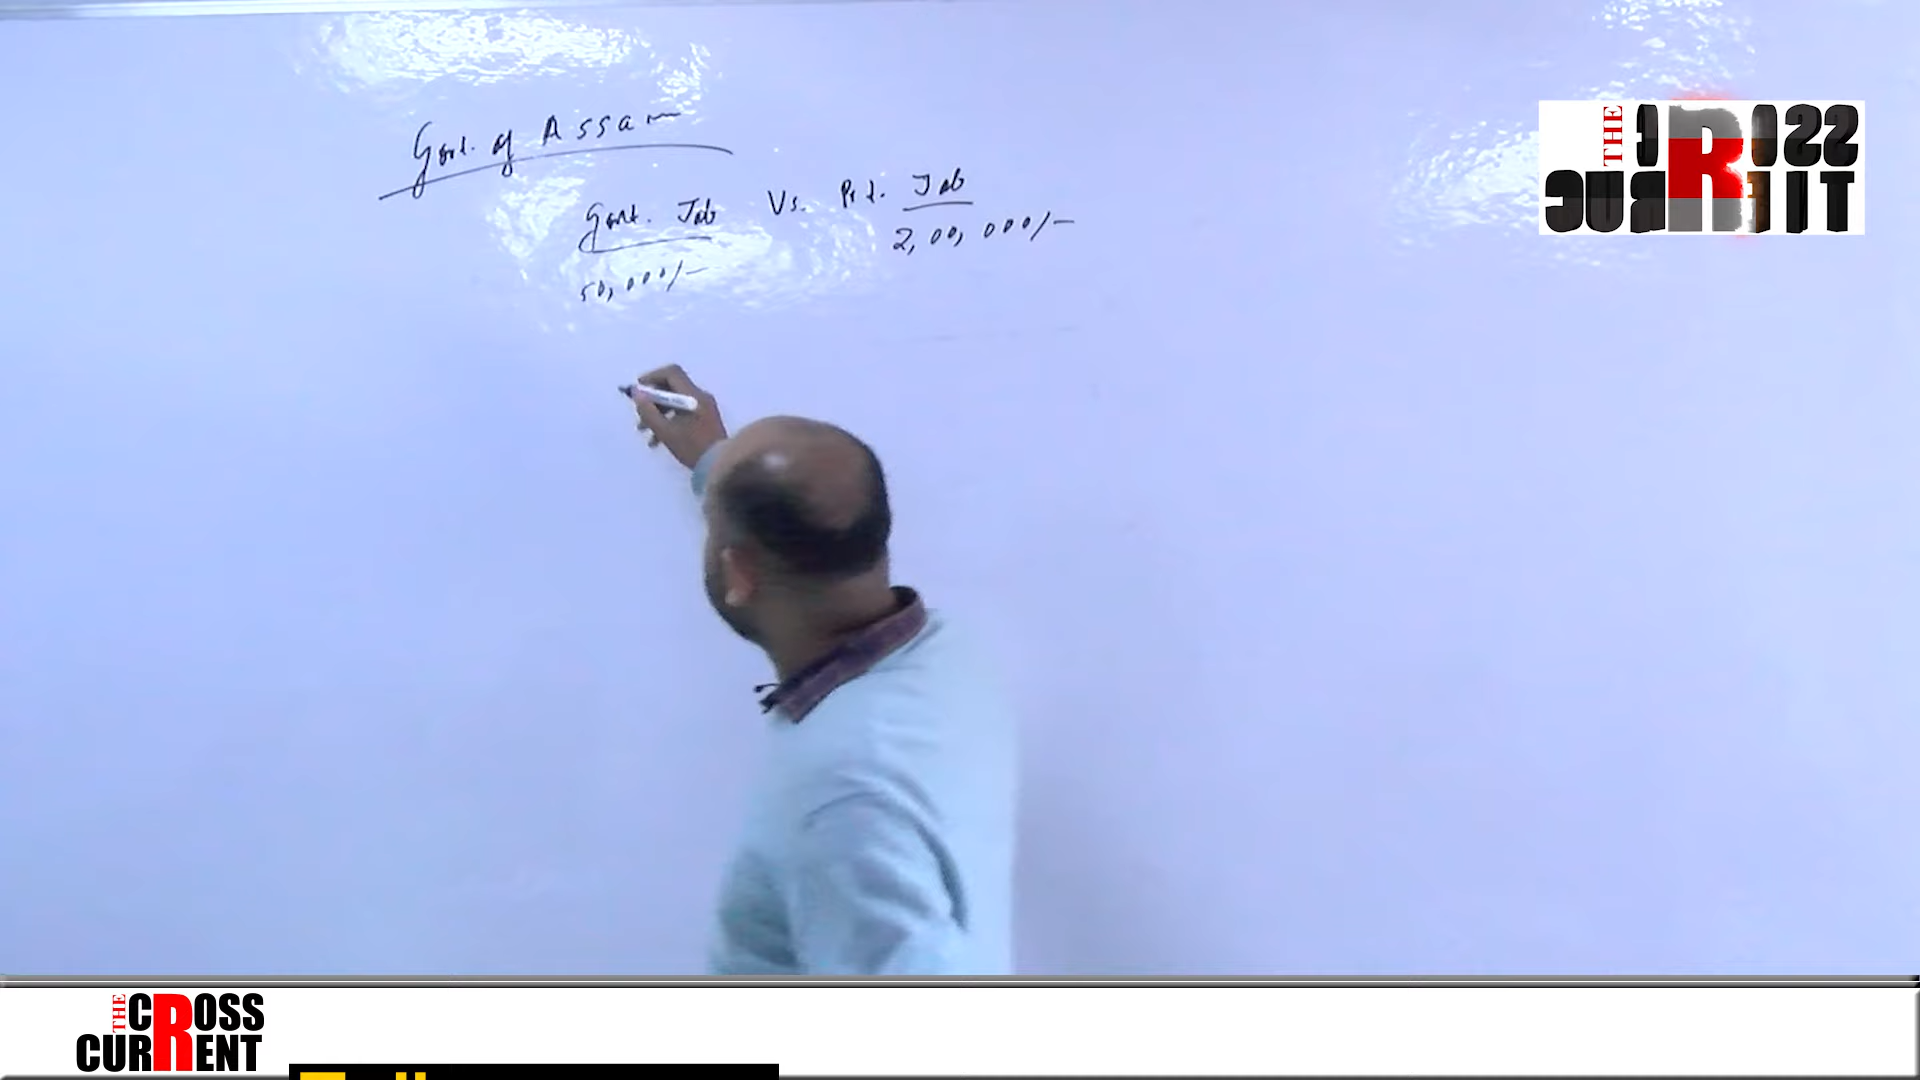 Govt. of Assam
Govt. Job Vs. Pvt. Job
50,000/- 2,00,000/-
THE CROSS
CURRENT
THE CROSS
CURRENT